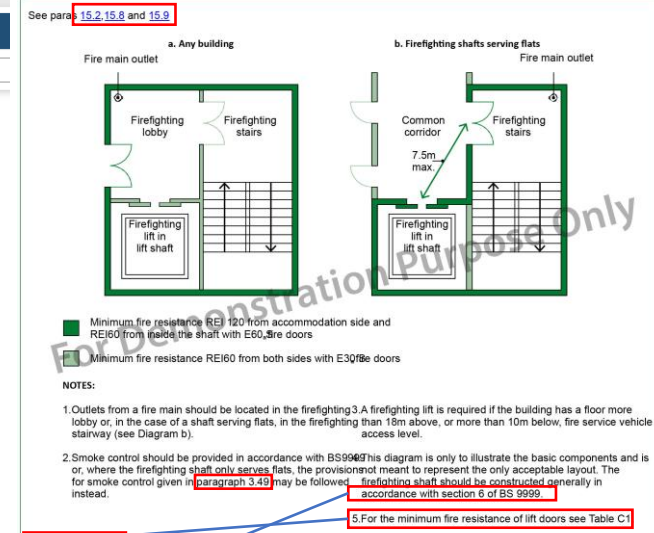 See paras 15.2,15.8 and 15.9
a. Any building
Fire main outlet
Firefighting
lobby
Firefighting
stairs
Firefighting
lift in
lift shaft
b. Firefighting shafts serving flats
Fire main outlet
Common
corridor
Firefighting
stairs
7.5m
max.
Firefighting
lift in
lift shaft
For Demonstration Purpose Only
Minimum fire resistance REI 120 from accommodation side and
REI60 from inside the shaft with E60 fire doors
Minimum fire resistance REI60 from both sides with E30 fire doors
NOTES:
1.Outlets from a fire main should be located in the firefighting
lobby or, in the case of a shaft serving flats, in the firefighting
stairway (see Diagram b).
2.Smoke control should be provided in accordance with BS9999
or, where the firefighting shaft only serves flats, the provisions
for smoke control given in paragraph 3.49 may be followed
instead.
3.A firefighting lift is required if the building has a floor more
than 18m above, or more than 10m below, fire service vehicle
access level.
This diagram is only to illustrate the basic components and is
not meant to represent the only acceptable layout. The
firefighting shaft should be constructed generally in
accordance with section 6 of BS 9999.
5.For the minimum fire resistance of lift doors see Table C1